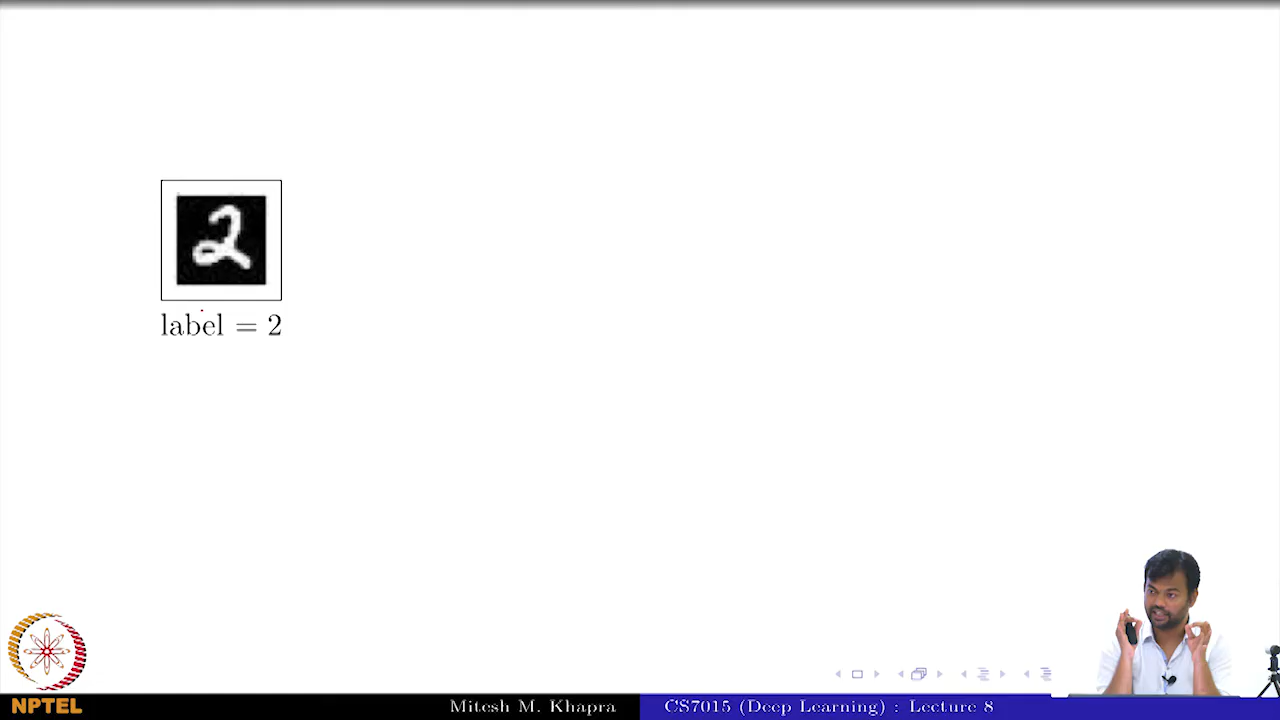 2
label = 2
NPTEL
Mitesh M. Khapra
CS7015 (Deep Learning) : Lecture 8